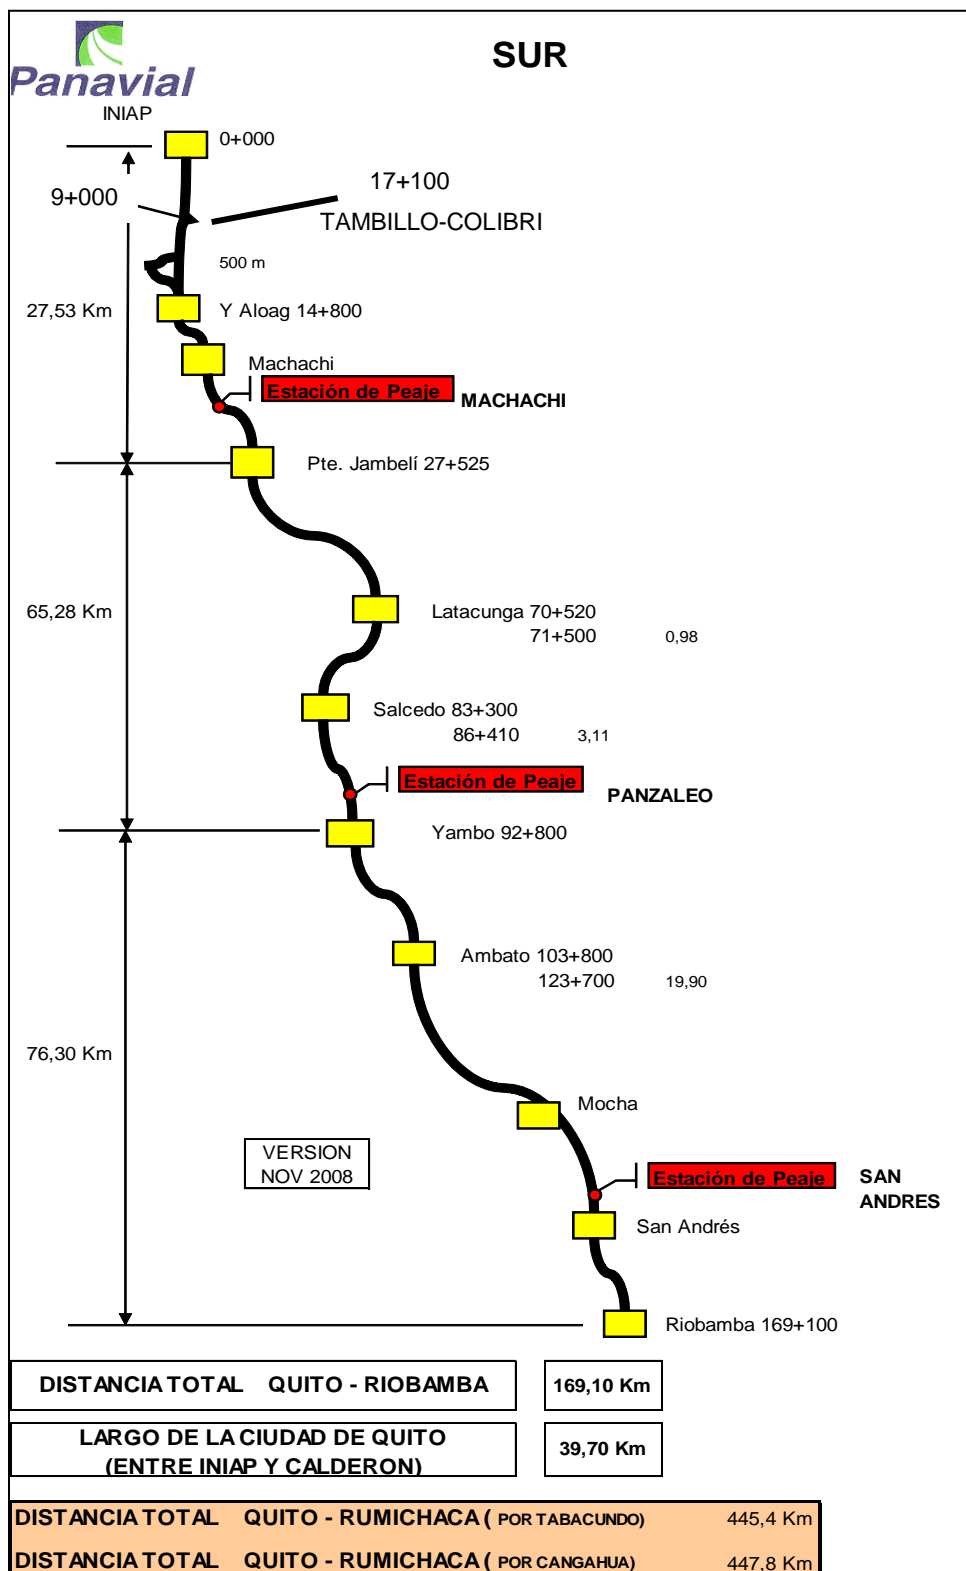 SUR
Panavial
INIAP
0+000
17+100
9+000
TAMBILLO-COLIBRI
500 m
27,53 Km
Y Aloag 14+800
Machachi
Estación de Peaje
MACHACHI
Pte. Jambelí 27+525
65,28 Km
Latacunga 70+520
71+500 0,98
Salcedo 83+300
86+410 3,11
Estación de Peaje
PANZALEO
Yambo 92+800
Ambato 103+800
123+700 19,90
76,30 Km
Mocha
VERSION
NOV 2008
Estación de Peaje
SAN
ANDRES
San Andrés
Riobamba 169+100
DISTANCIA TOTAL QUITO - RIOBAMBA 169,10 Km
LARGO DE LA CIUDAD DE QUITO
(ENTRE INIAP Y CALDERON) 39,70 Km
DISTANCIA TOTAL QUITO - RUMICHACA ( POR TABACUNDO) 445,4 Km
DISTANCIA TOTAL QUITO - RUMICHACA ( POR CANGAHUA) 447,8 Km